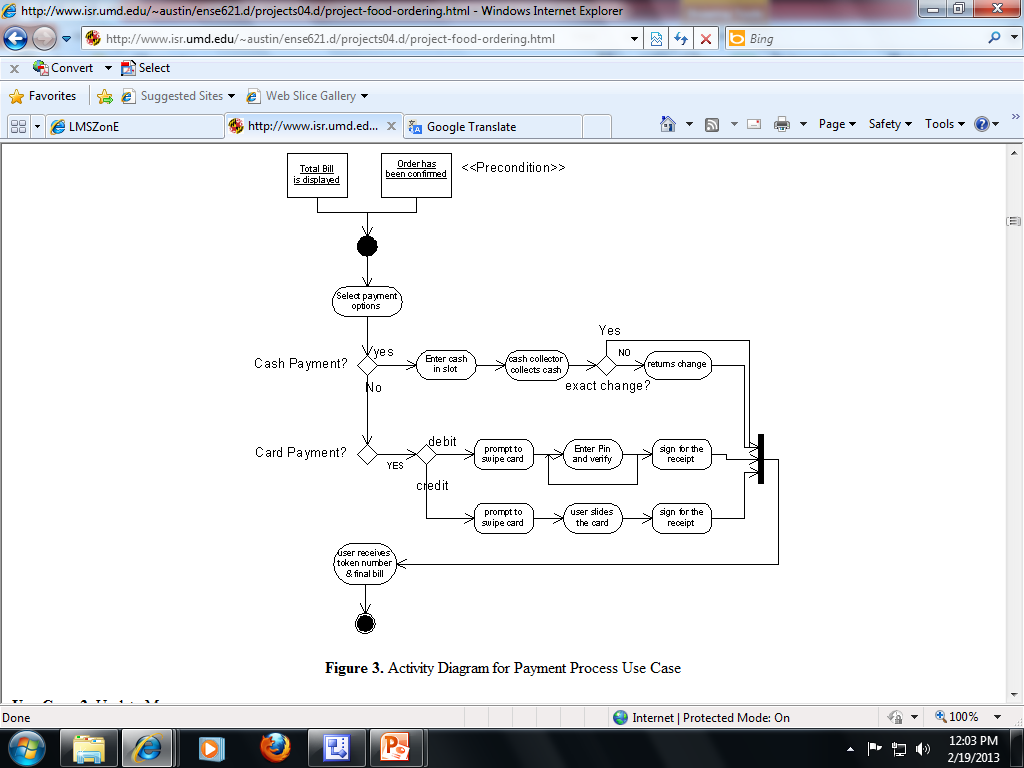 http://www.isr.umd.edu/~austin/ense621.d/projects04.d/project-food-ordering.html - Windows Internet Explorer
http://www.isr.umd.edu/~austin/ense621.d/projects04.d/project-food-ordering.html
Bing
x Convert Select
Favorites Suggested Sites Web Slice Gallery
LMSZonE
http://www.isr.umd.ed... x
Google Translate
Page Safety Tools
Total Bill
is displayed
Order has
been confirmed
<<Precondition>>
Select payment
options
Cash Payment?
yes
No
Enter cash
in slot
cash collector
collects cash
Yes
NO
exact change?
returns change
Card Payment?
YES
debit
credit
prompt to
swipe card
Enter Pin
and verify
sign for the
receipt
prompt to
swipe card
user slides
the card
sign for the
receipt
user receives
token number
& final bill
Figure 3. Activity Diagram for Payment Process Use Case
Done
Internet | Protected Mode: On
100%
12:03 PM
2/19/2013